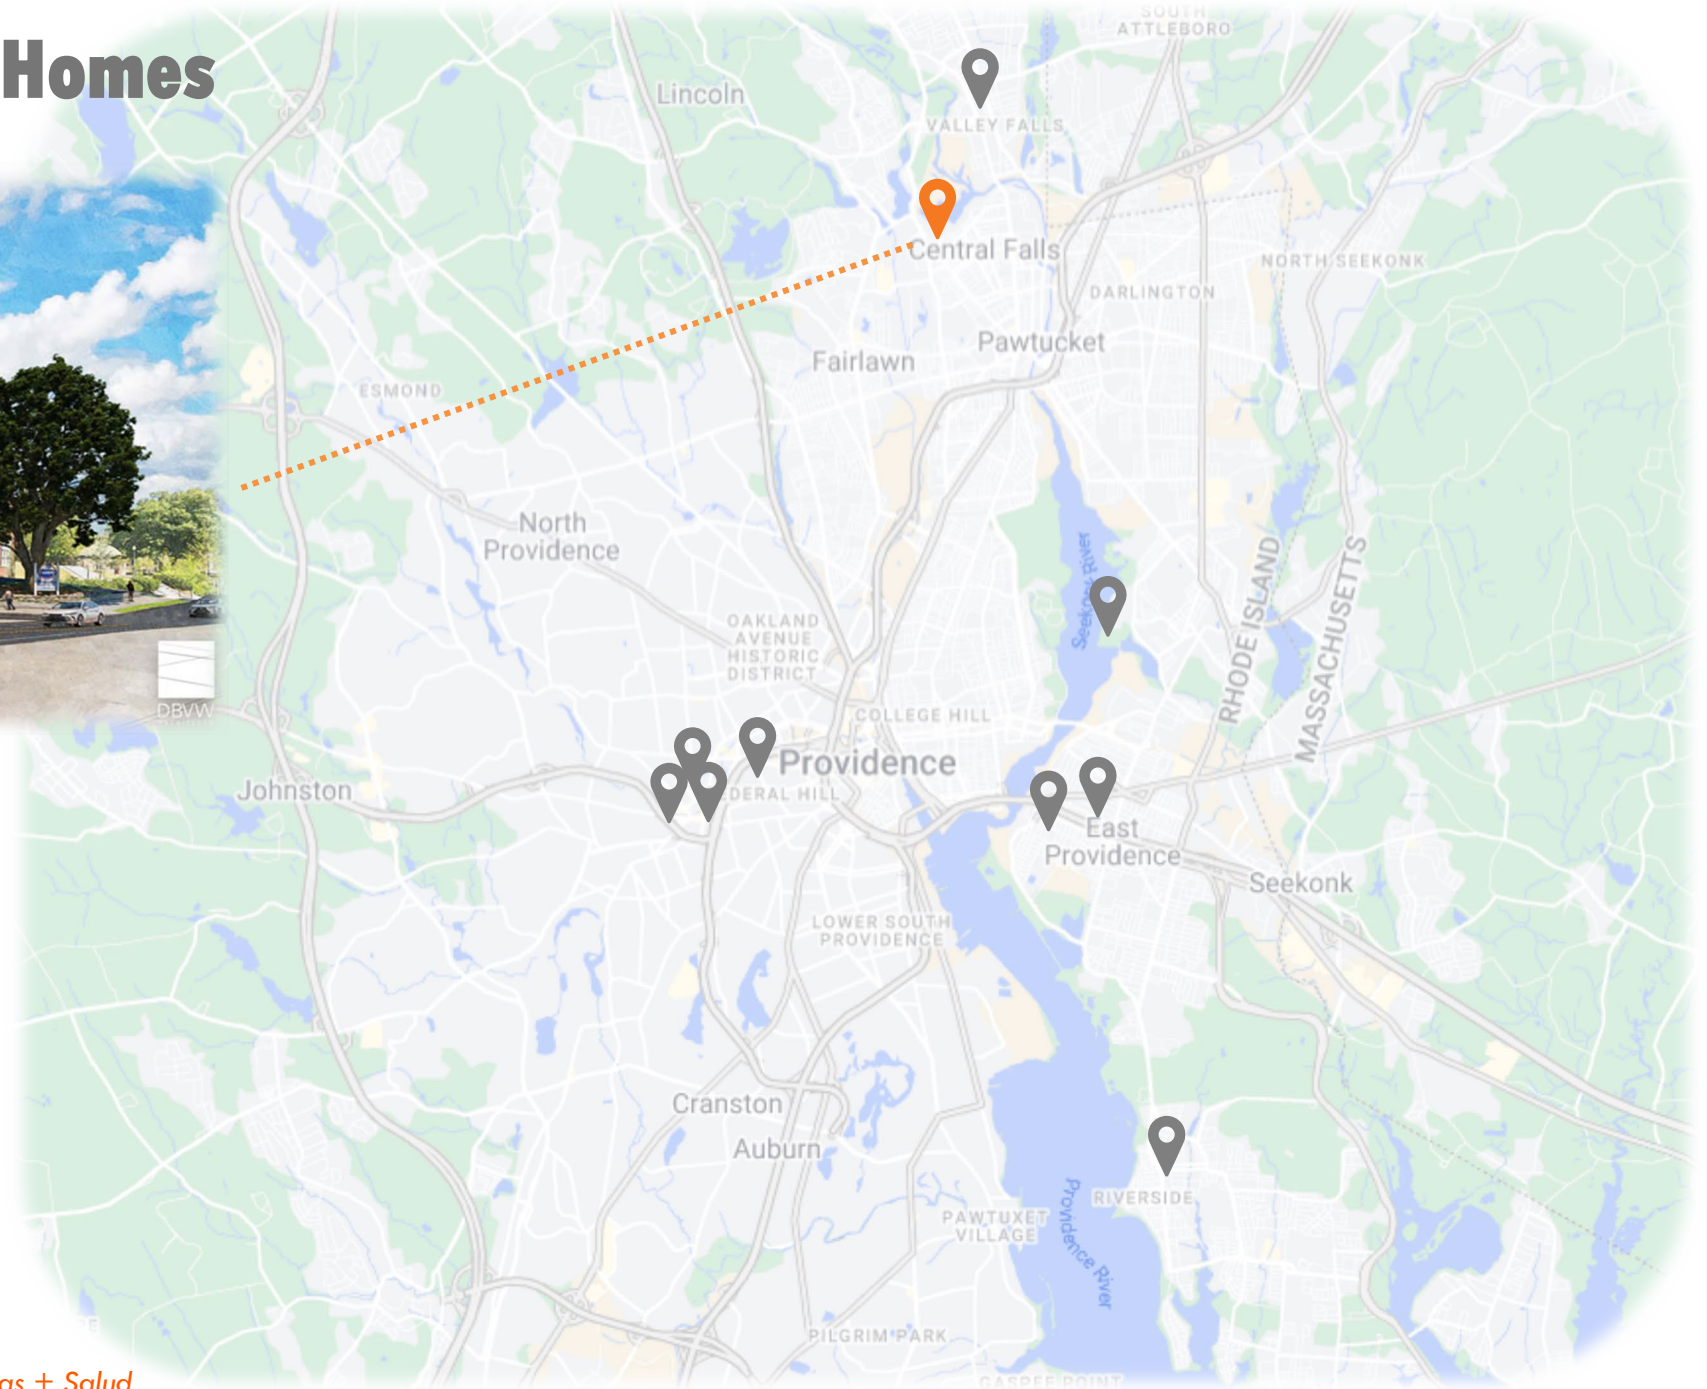 Homes
SOUTH
ATTLEBORO
Lincoln
VALLEY FALLS
Central Falls
NORTH SEEKONK
DARLINGTON
Pawtucket
Fairlawn
ESMOND
North
Providence
Seekonk River
RHODE ISLAND
MASSACHUSETTS
OAKLAND
AVENUE
HISTORIC
DISTRICT
DBVW
COLLEGE HILL
Providence
Johnston
DERAL HILL
East
Providence
Seekonk
LOWER SOUTH
PROVIDENCE
Cranston
Auburn
RIVERSIDE
PAWTUXET
VILLAGE
Providence River
PILGRIM PARK
as + Salud
GASPEE POINT